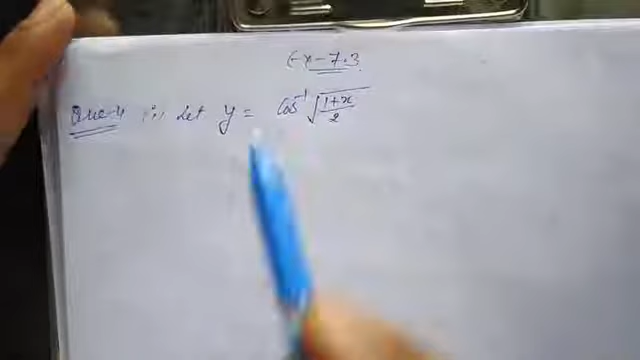 Ex-7.3
Que-4 (i) Let y = Cos⁻¹ √((1+x)/2)